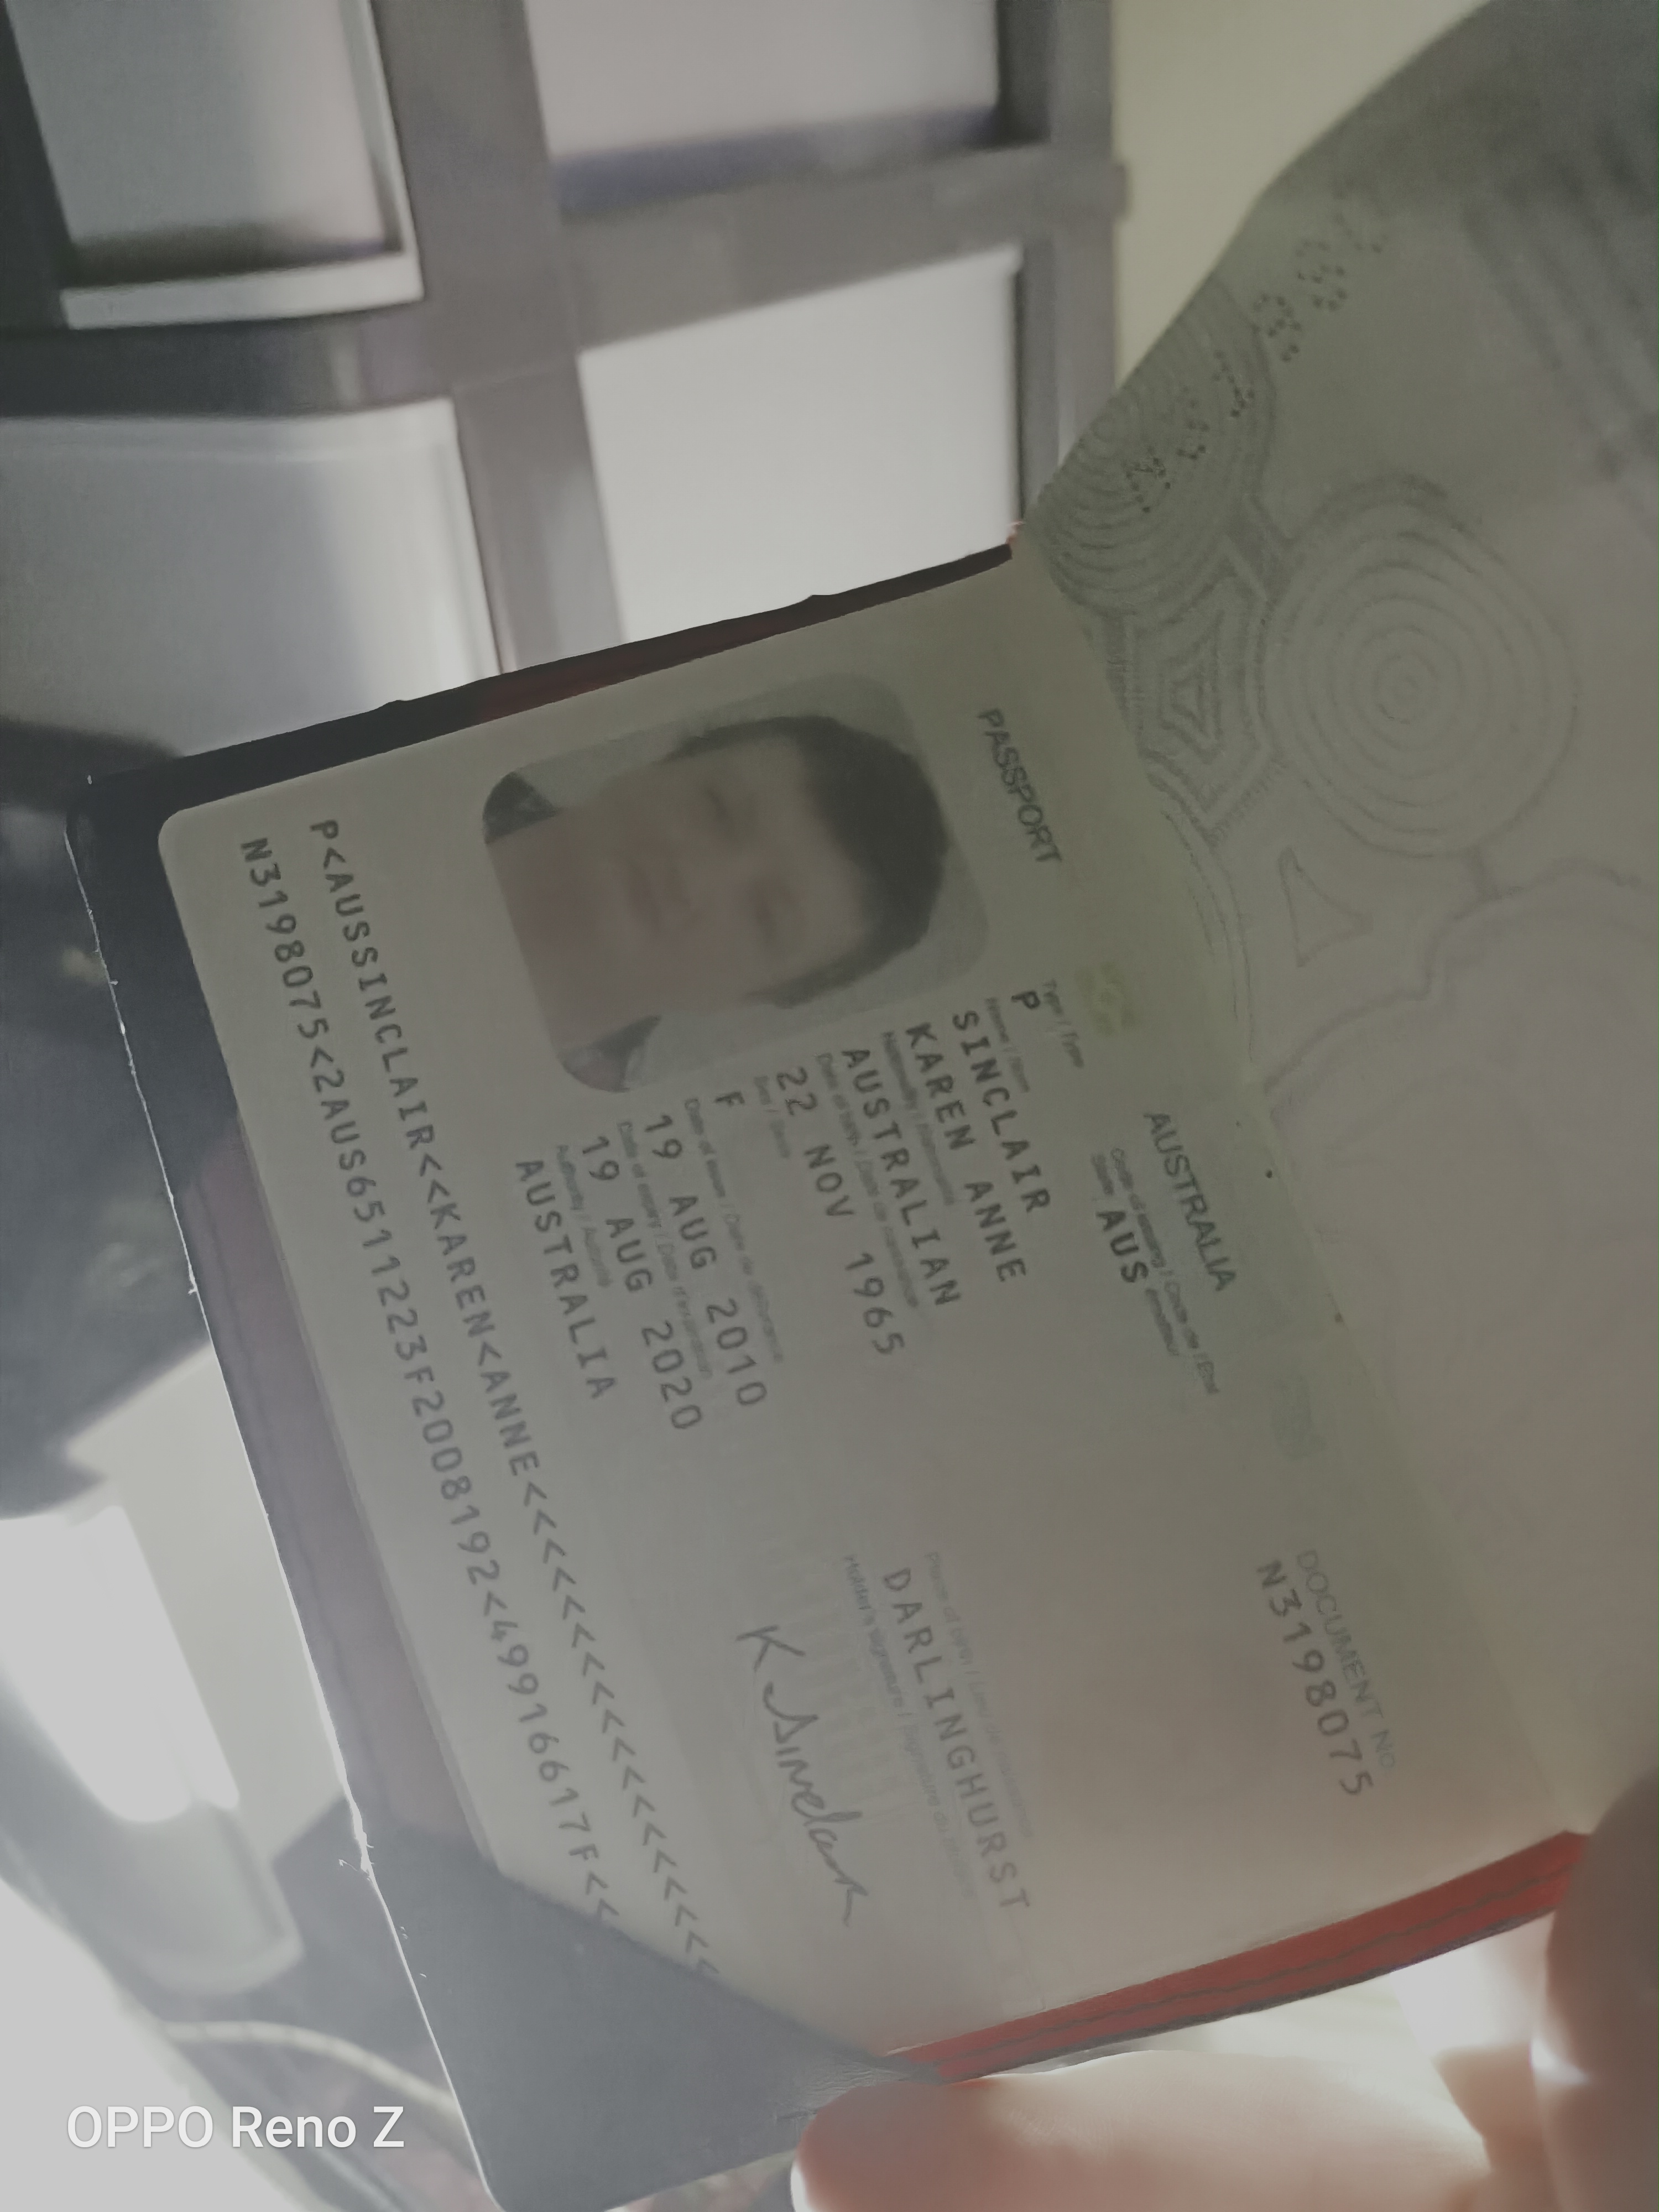 PASSPORT
AUSTRALIA
DOCUMENT No.
Type / Type
P
Code of issuing / Code de l'État
State AUS émetteur
N3198075
Name / Nom
SINCLAIR
KAREN ANNE
Nationality / Nationalité
AUSTRALIAN
Date of birth / Date de naissance
22 NOV 1965
Sex / Sexe
Place of birth / Lieu de naissance
F
DARLINGHURST
Date of issue / Date de délivrance
Holder's signature / Signature du titulaire
19 AUG 2010
K Sinclair
Date of expiry / Date d'expiration
19 AUG 2020
Authority / Autorité
AUSTRALIA
P<AUSSINCLAIR<<KAREN<ANNE<<<<<<<<<<<<<<<<<<<
N3198075<2AUS6511223F2008192<49916617F<<
OPPO Reno Z